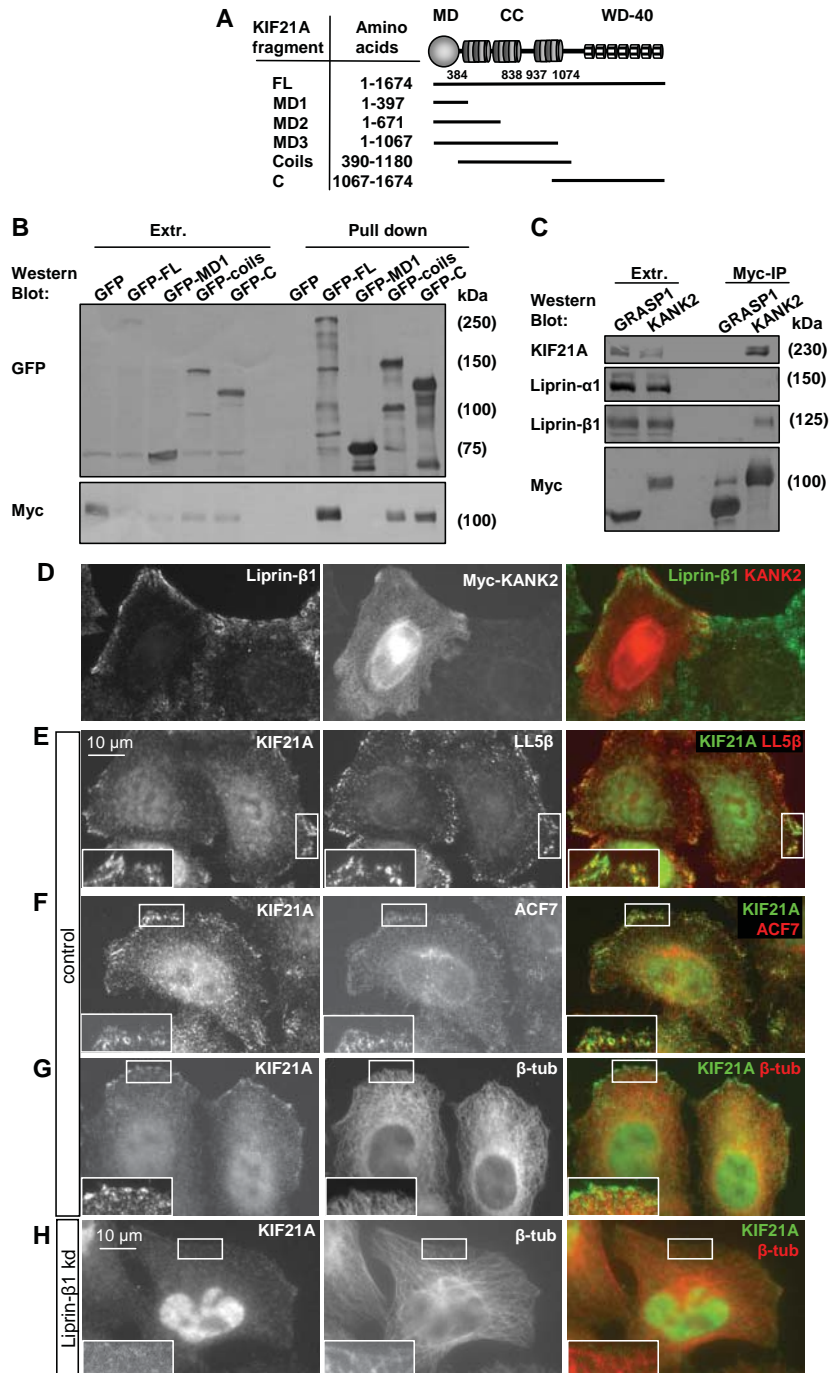 A
KIF21A fragment Amino acids MD CC WD-40
384 838 937 1074
FL 1-1674
MD1 1-397
MD2 1-671
MD3 1-1067
Coils 390-1180
C 1067-1674
B
Extr. Pull down
Western Blot: GFP GFP-FL GFP-MD1 GFP-coils GFP-C GFP GFP-FL GFP-MD1 GFP-coils GFP-C kDa
GFP (250)
(150)
(100)
(75)
Myc (100)
C
Extr. Myc-IP
Western Blot: GRASP1 KANK2 GRASP1 KANK2 kDa
KIF21A (230)
Liprin-α1 (150)
Liprin-β1 (125)
Myc (100)
D Liprin-β1 Myc-KANK2 Liprin-β1 KANK2
control
E 10 µm KIF21A LL5β KIF21A LL5β
F KIF21A ACF7 KIF21A ACF7
G KIF21A β-tub KIF21A β-tub
Liprin-β1 kd
H 10 µm KIF21A β-tub KIF21A β-tub